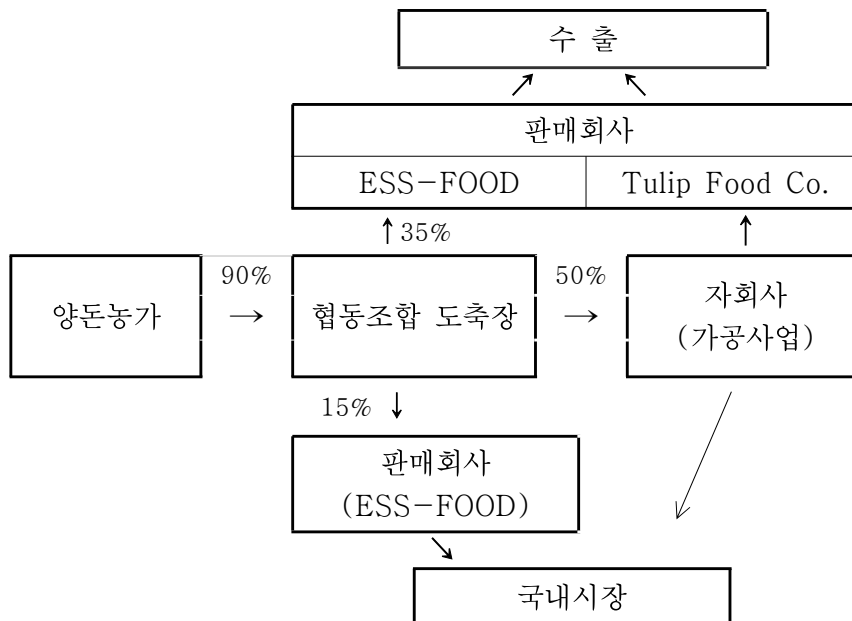 수 출
판매회사
ESS-FOOD
Tulip Food Co.
35%
90%
50%
양돈농가
협동조합 도축장
자회사
(가공사업)
15%
판매회사
(ESS-FOOD)
국내시장